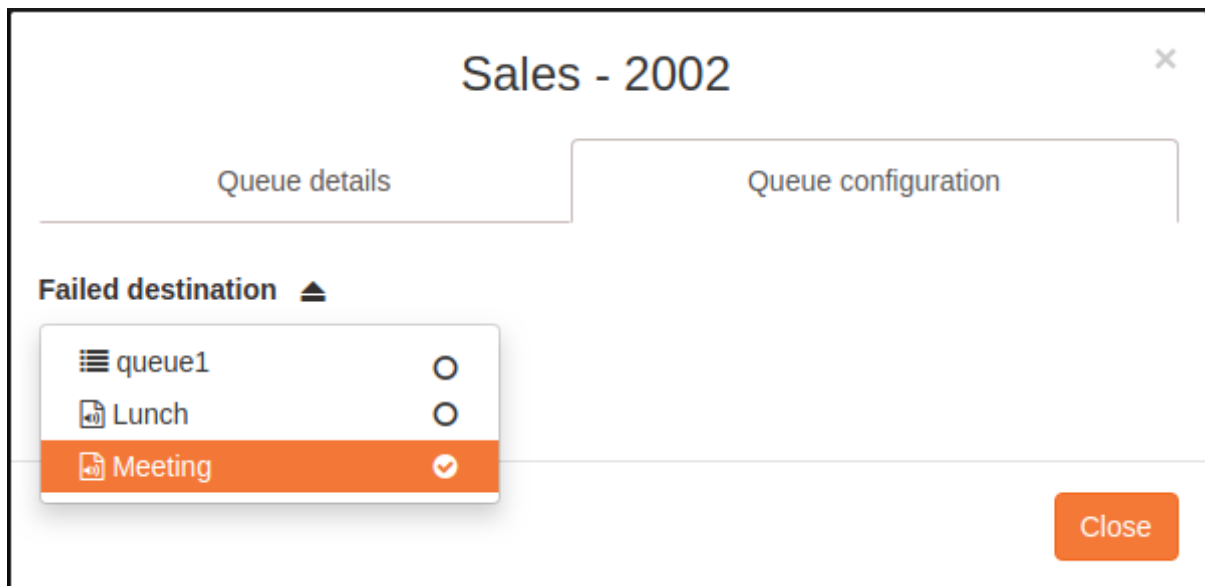 Sales - 2002
Queue details
Queue configuration
Failed destination
queue1
Lunch
Meeting
Close